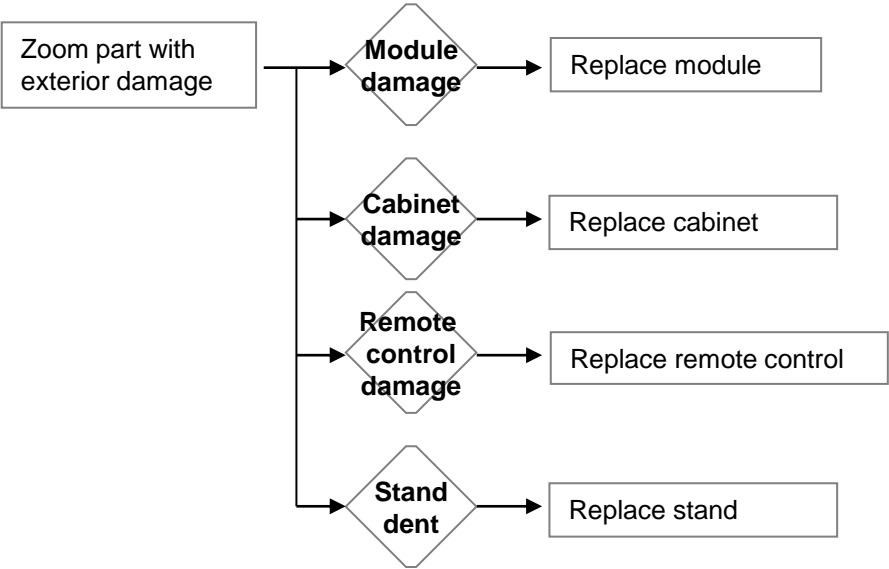 Zoom part with
exterior damage
Module
damage
Replace module
Cabinet
damage
Replace cabinet
Remote
control
damage
Replace remote control
Stand
dent
Replace stand